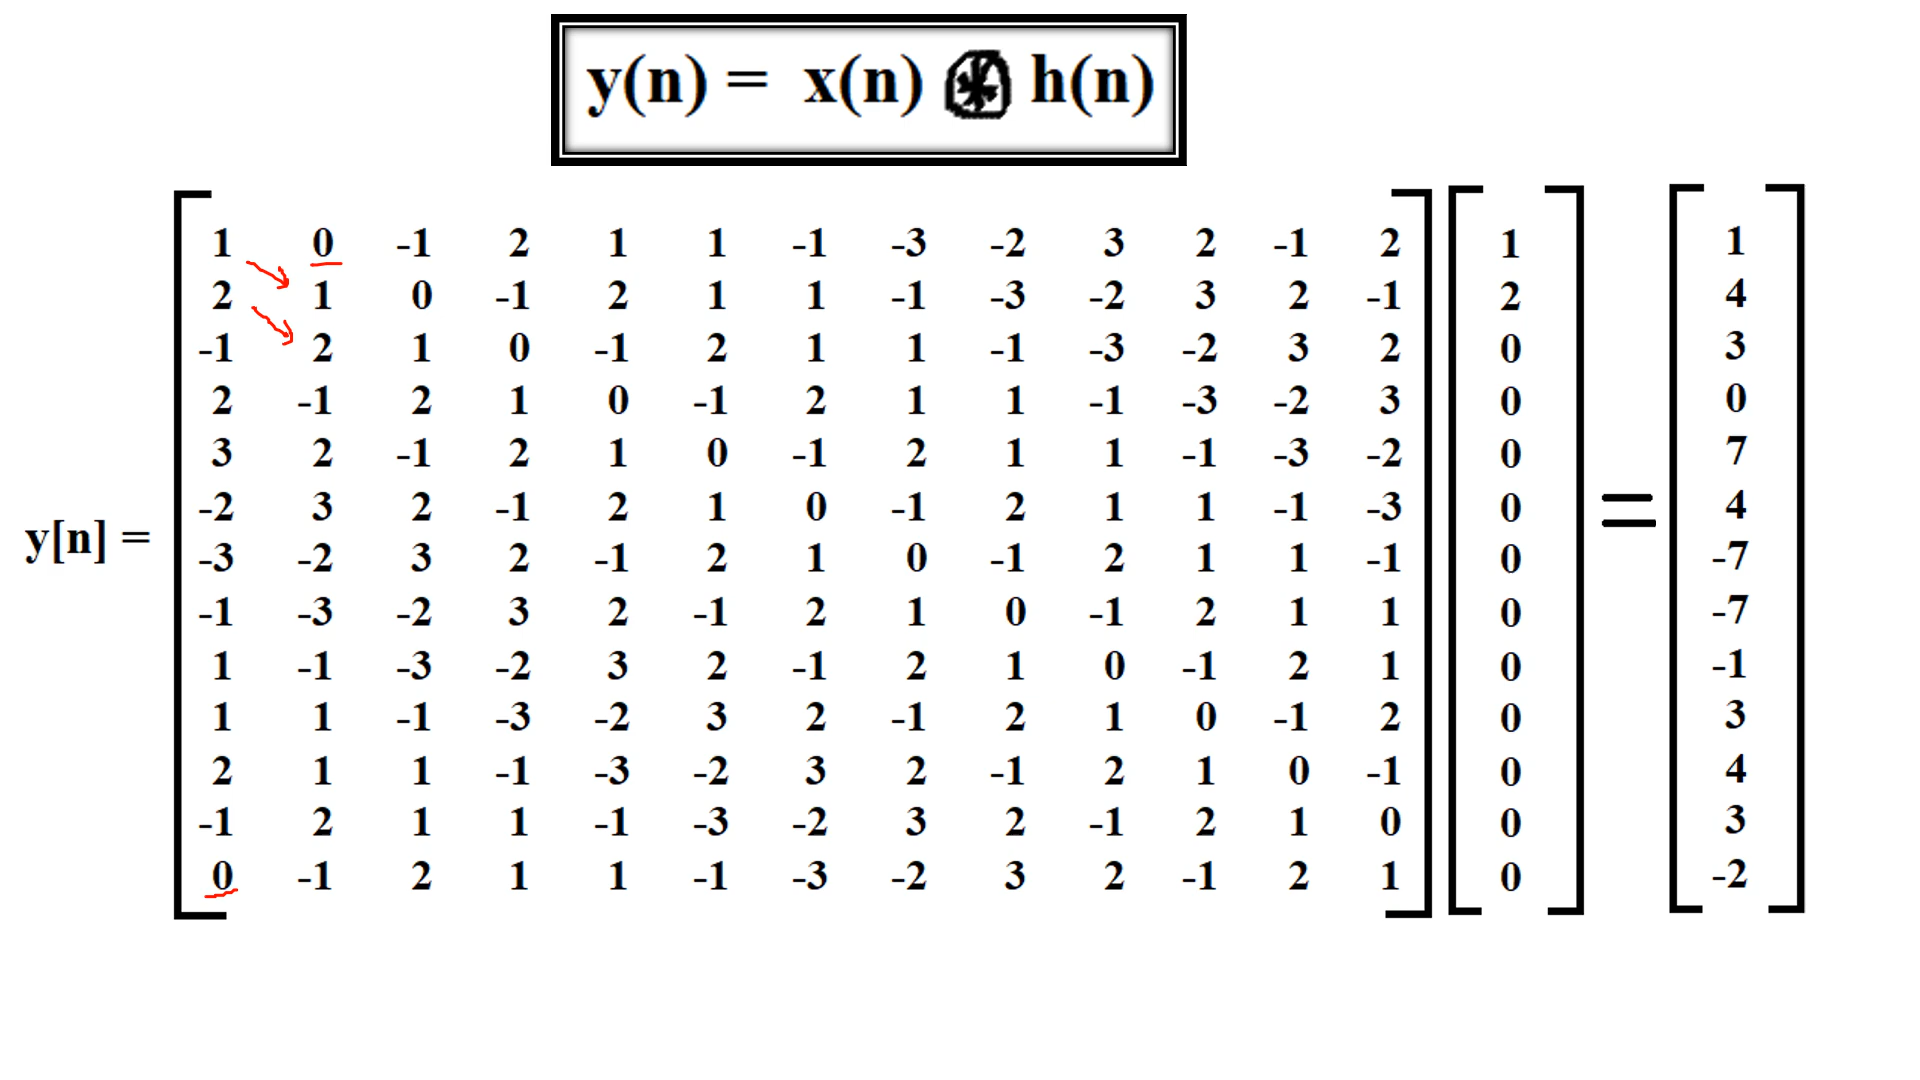 y(n) = x(n) ⊛ h(n)
1 0 -1 2 1 1 -1 -3 -2 3 2 -1 2 1 1
2 1 0 -1 2 1 1 -1 -3 -2 3 2 -1 2 4
-1 2 1 0 -1 2 1 1 -1 -3 -2 3 2 0 3
2 -1 2 1 0 -1 2 1 1 -1 -3 -2 3 0 0
3 2 -1 2 1 0 -1 2 1 1 -1 -3 -2 0 7
-2 3 2 -1 2 1 0 -1 2 1 1 -1 -3 0 4
y[n] = =
-3 -2 3 2 -1 2 1 0 -1 2 1 1 -1 0 -7
-1 -3 -2 3 2 -1 2 1 0 -1 2 1 1 0 -7
1 -1 -3 -2 3 2 -1 2 1 0 -1 2 1 0 -1
1 1 -1 -3 -2 3 2 -1 2 1 0 -1 2 0 3
2 1 1 -1 -3 -2 3 2 -1 2 1 0 -1 0 4
-1 2 1 1 -1 -3 -2 3 2 -1 2 1 0 0 3
0 -1 2 1 1 -1 -3 -2 3 2 -1 2 1 0 -2